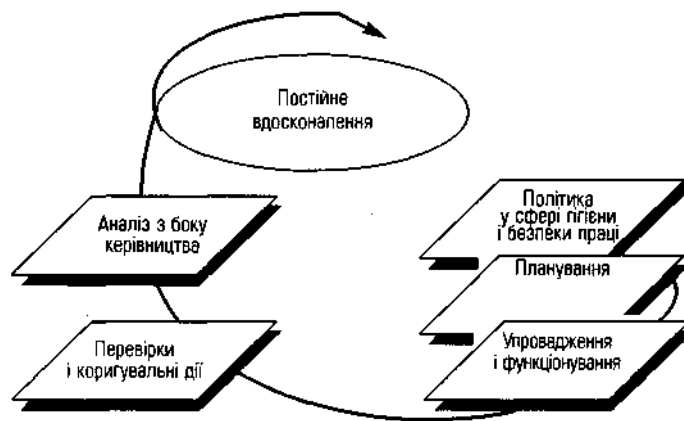 Постійне
вдосконалення
Аналіз з боку
керівництва
Перевірки
і коригувальні дії
Політика
у сфері гігієни
і безпеки праці
Планування
Упровадження
і функціонування